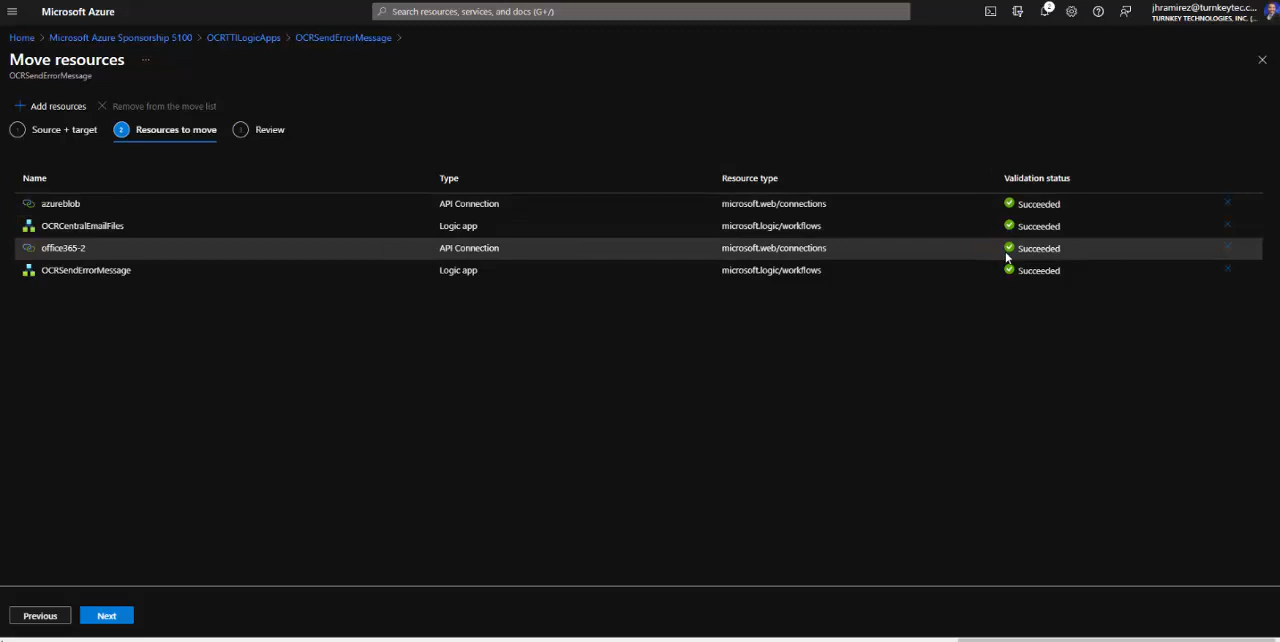 Microsoft Azure
Search resources, services, and docs (G+/)
2
jhramirez@turnkeytec.c...
TURNKEY TECHNOLOGIES, INC. (...
Home > Microsoft Azure Sponsorship 5100 > OCRTTILogicApps > OCRSendErrorMessage >
Move resources ...
OCRSendErrorMessage
Add resources Remove from the move list
1 Source + target 2 Resources to move 3 Review
Name Type Resource type Validation status
azureblob API Connection microsoft.web/connections Succeeded
OCRCentralEmailFiles Logic app microsoft.logic/workflows Succeeded
office365-2 API Connection microsoft.web/connections Succeeded
OCRSendErrorMessage Logic app microsoft.logic/workflows Succeeded
Previous Next